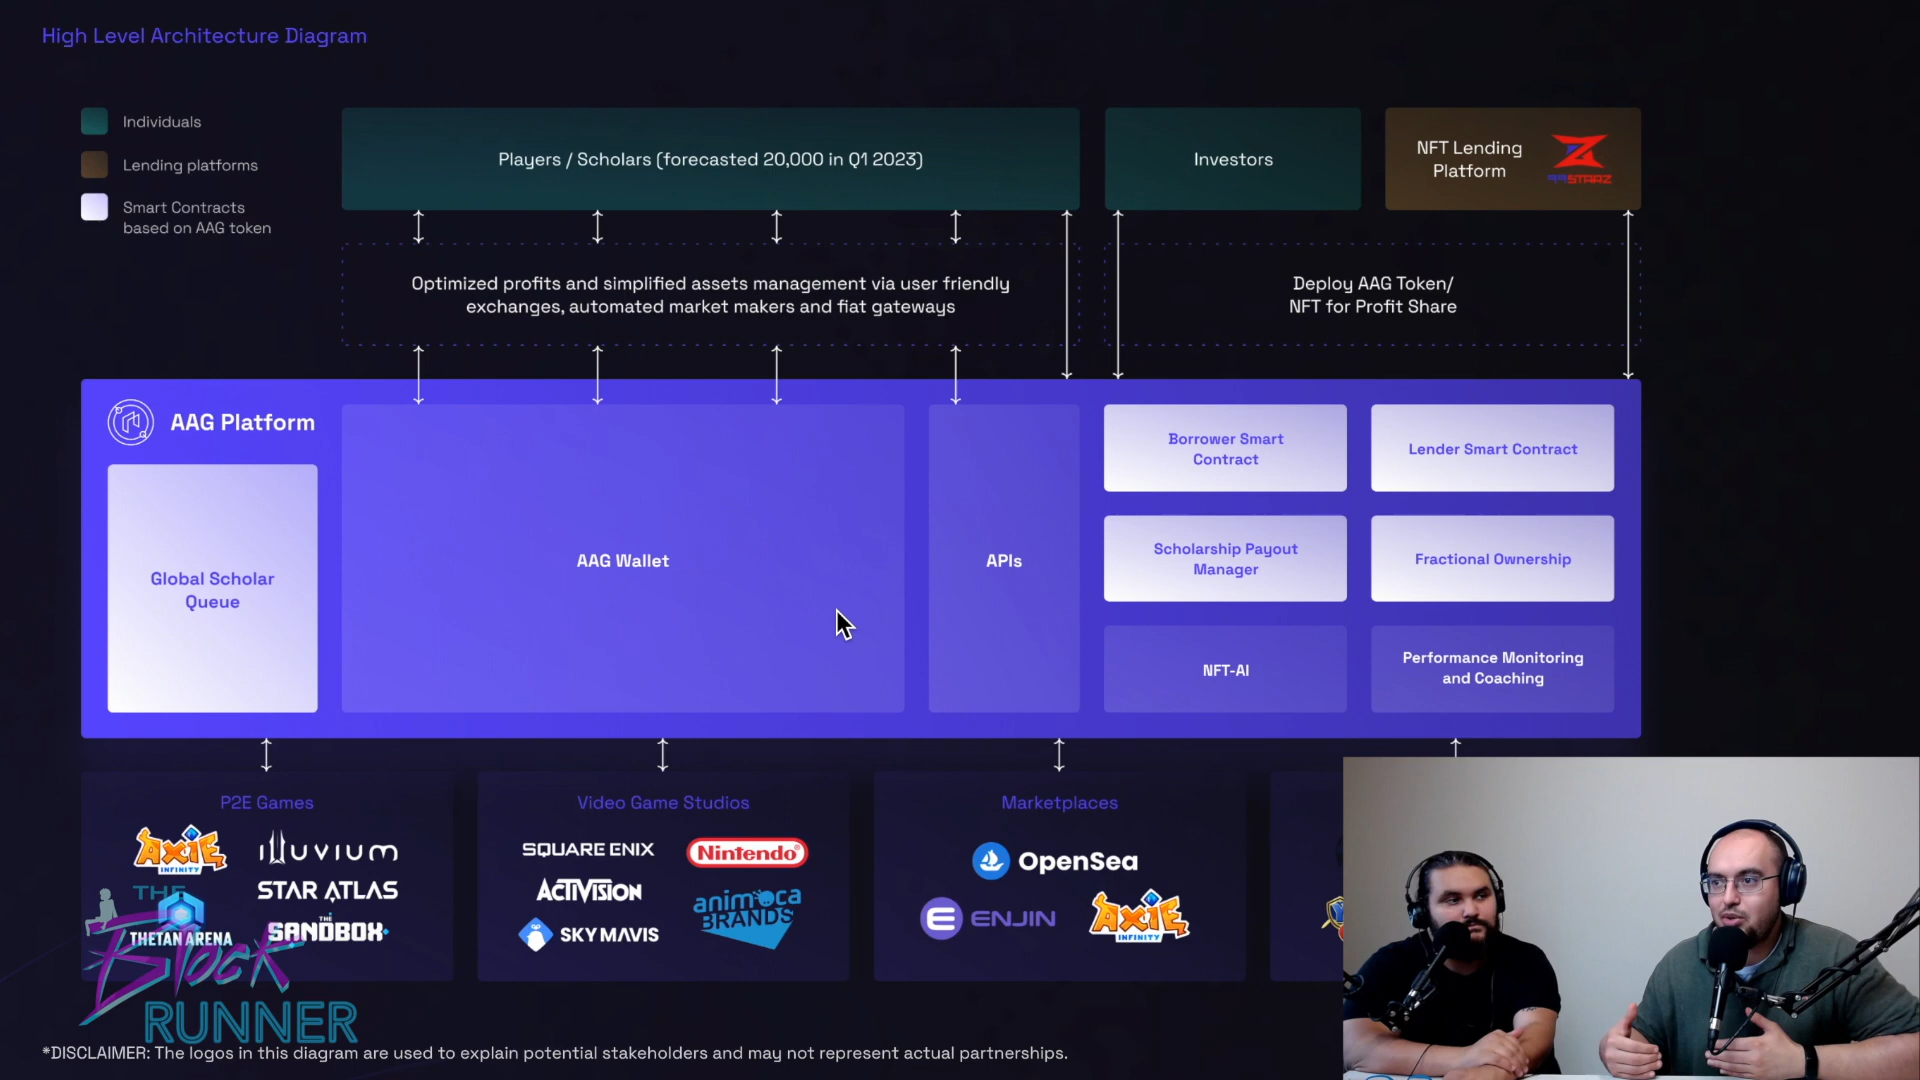 High Level Architecture Diagram
Individuals
Lending platforms
Smart Contracts
based on AAG token
Players / Scholars (forecasted 20,000 in Q1 2023)
Investors
NFT Lending
Platform
99STARZ
Optimized profits and simplified assets management via user friendly
exchanges, automated market makers and fiat gateways
Deploy AAG Token/
NFT for Profit Share
AAG Platform
Global Scholar
Queue
AAG Wallet
APIs
Borrower Smart
Contract
Lender Smart Contract
Scholarship Payout
Manager
Fractional Ownership
NFT-AI
Performance Monitoring
and Coaching
P2E Games
AXIE
INFINITY
ILLUVIUM
STAR ATLAS
THETAN ARENA
THE
SANDBOX
Video Game Studios
SQUARE ENIX
Nintendo
ACTIVISION
animoca
BRANDS
SKY MAVIS
Marketplaces
OpenSea
ENJIN
AXIE
INFINITY
THE
Block
RUNNER
*DISCLAIMER: The logos in this diagram are used to explain potential stakeholders and may not represent actual partnerships.